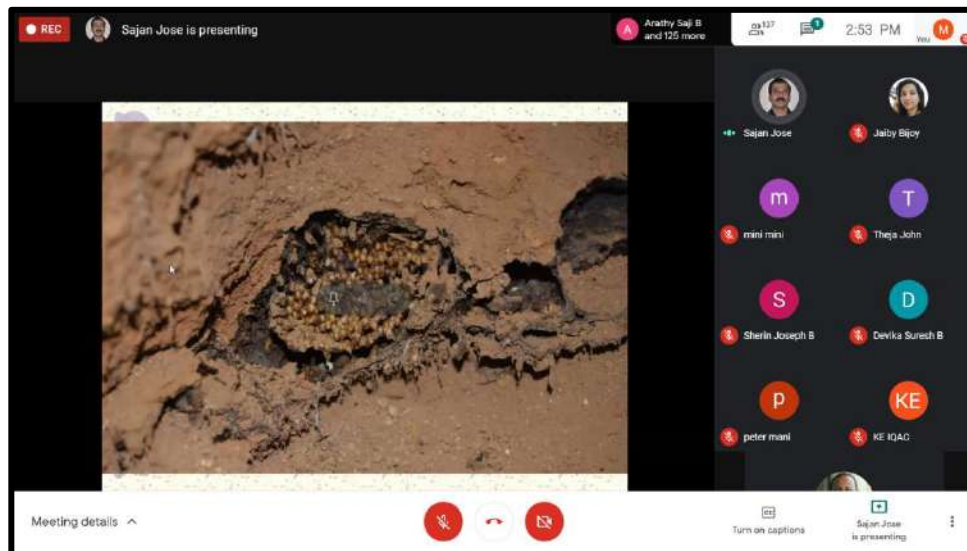 REC
Sajan Jose is presenting
A
Arathy Saji B
and 125 more
127
1
2:53 PM
You
M
Sajan Jose
Jaiby Bijoy
m
mini mini
T
Theja John
S
Sherin Joseph B
D
Devika Suresh B
p
peter mani
KE
KE IQAC
Meeting details
Turn on captions
Sajan Jose
is presenting